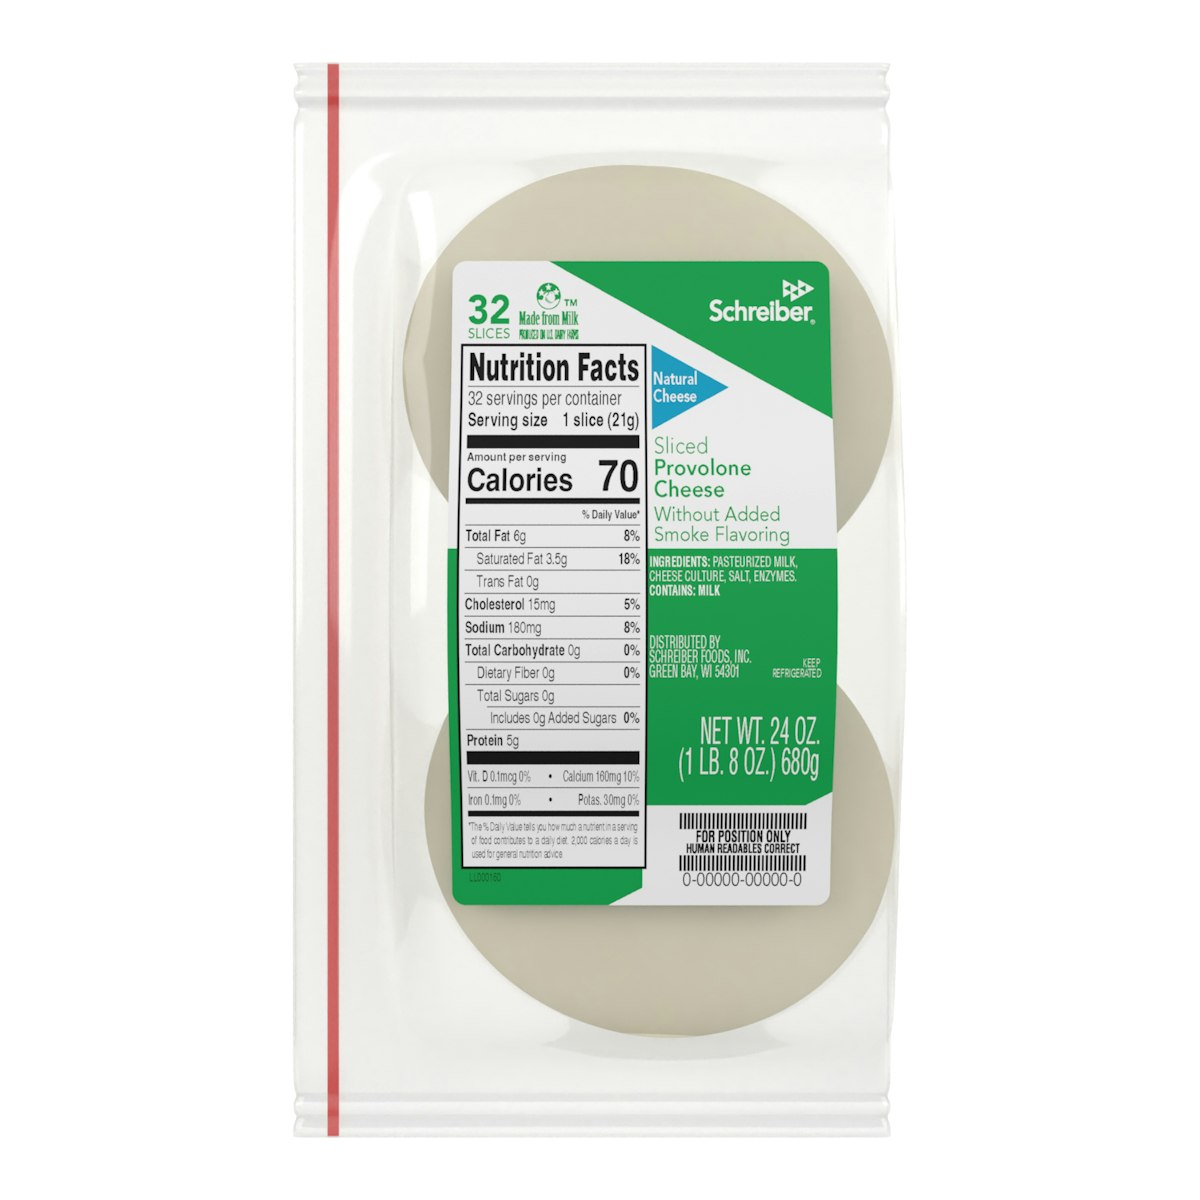 32
SLICES
™
Made from Milk
PRODUCED ON U.S. DAIRY FARMS
Schreiber®
Nutrition Facts
32 servings per container
Serving size 1 slice (21g)
Amount per serving
Calories 70
% Daily Value*
Total Fat 6g 8%
Saturated Fat 3.5g 18%
Trans Fat 0g
Cholesterol 15mg 5%
Sodium 180mg 8%
Total Carbohydrate 0g 0%
Dietary Fiber 0g 0%
Total Sugars 0g
Includes 0g Added Sugars 0%
Protein 5g
Vit. D 0.1mcg 0% • Calcium 160mg 10%
Iron 0.1mg 0% • Potas. 30mg 0%
*The % Daily Value tells you how much a nutrient in a serving
of food contributes to a daily diet. 2,000 calories a day is
used for general nutrition advice.
LL000160
Natural
Cheese
Sliced
Provolone
Cheese
Without Added
Smoke Flavoring
INGREDIENTS: PASTEURIZED MILK,
CHEESE CULTURE, SALT, ENZYMES.
CONTAINS: MILK
DISTRIBUTED BY
SCHREIBER FOODS, INC.
GREEN BAY, WI 54301
KEEP
REFRIGERATED
NET WT. 24 OZ.
(1 LB. 8 OZ.) 680g
FOR POSITION ONLY
HUMAN READABLES CORRECT
0-00000-00000-0